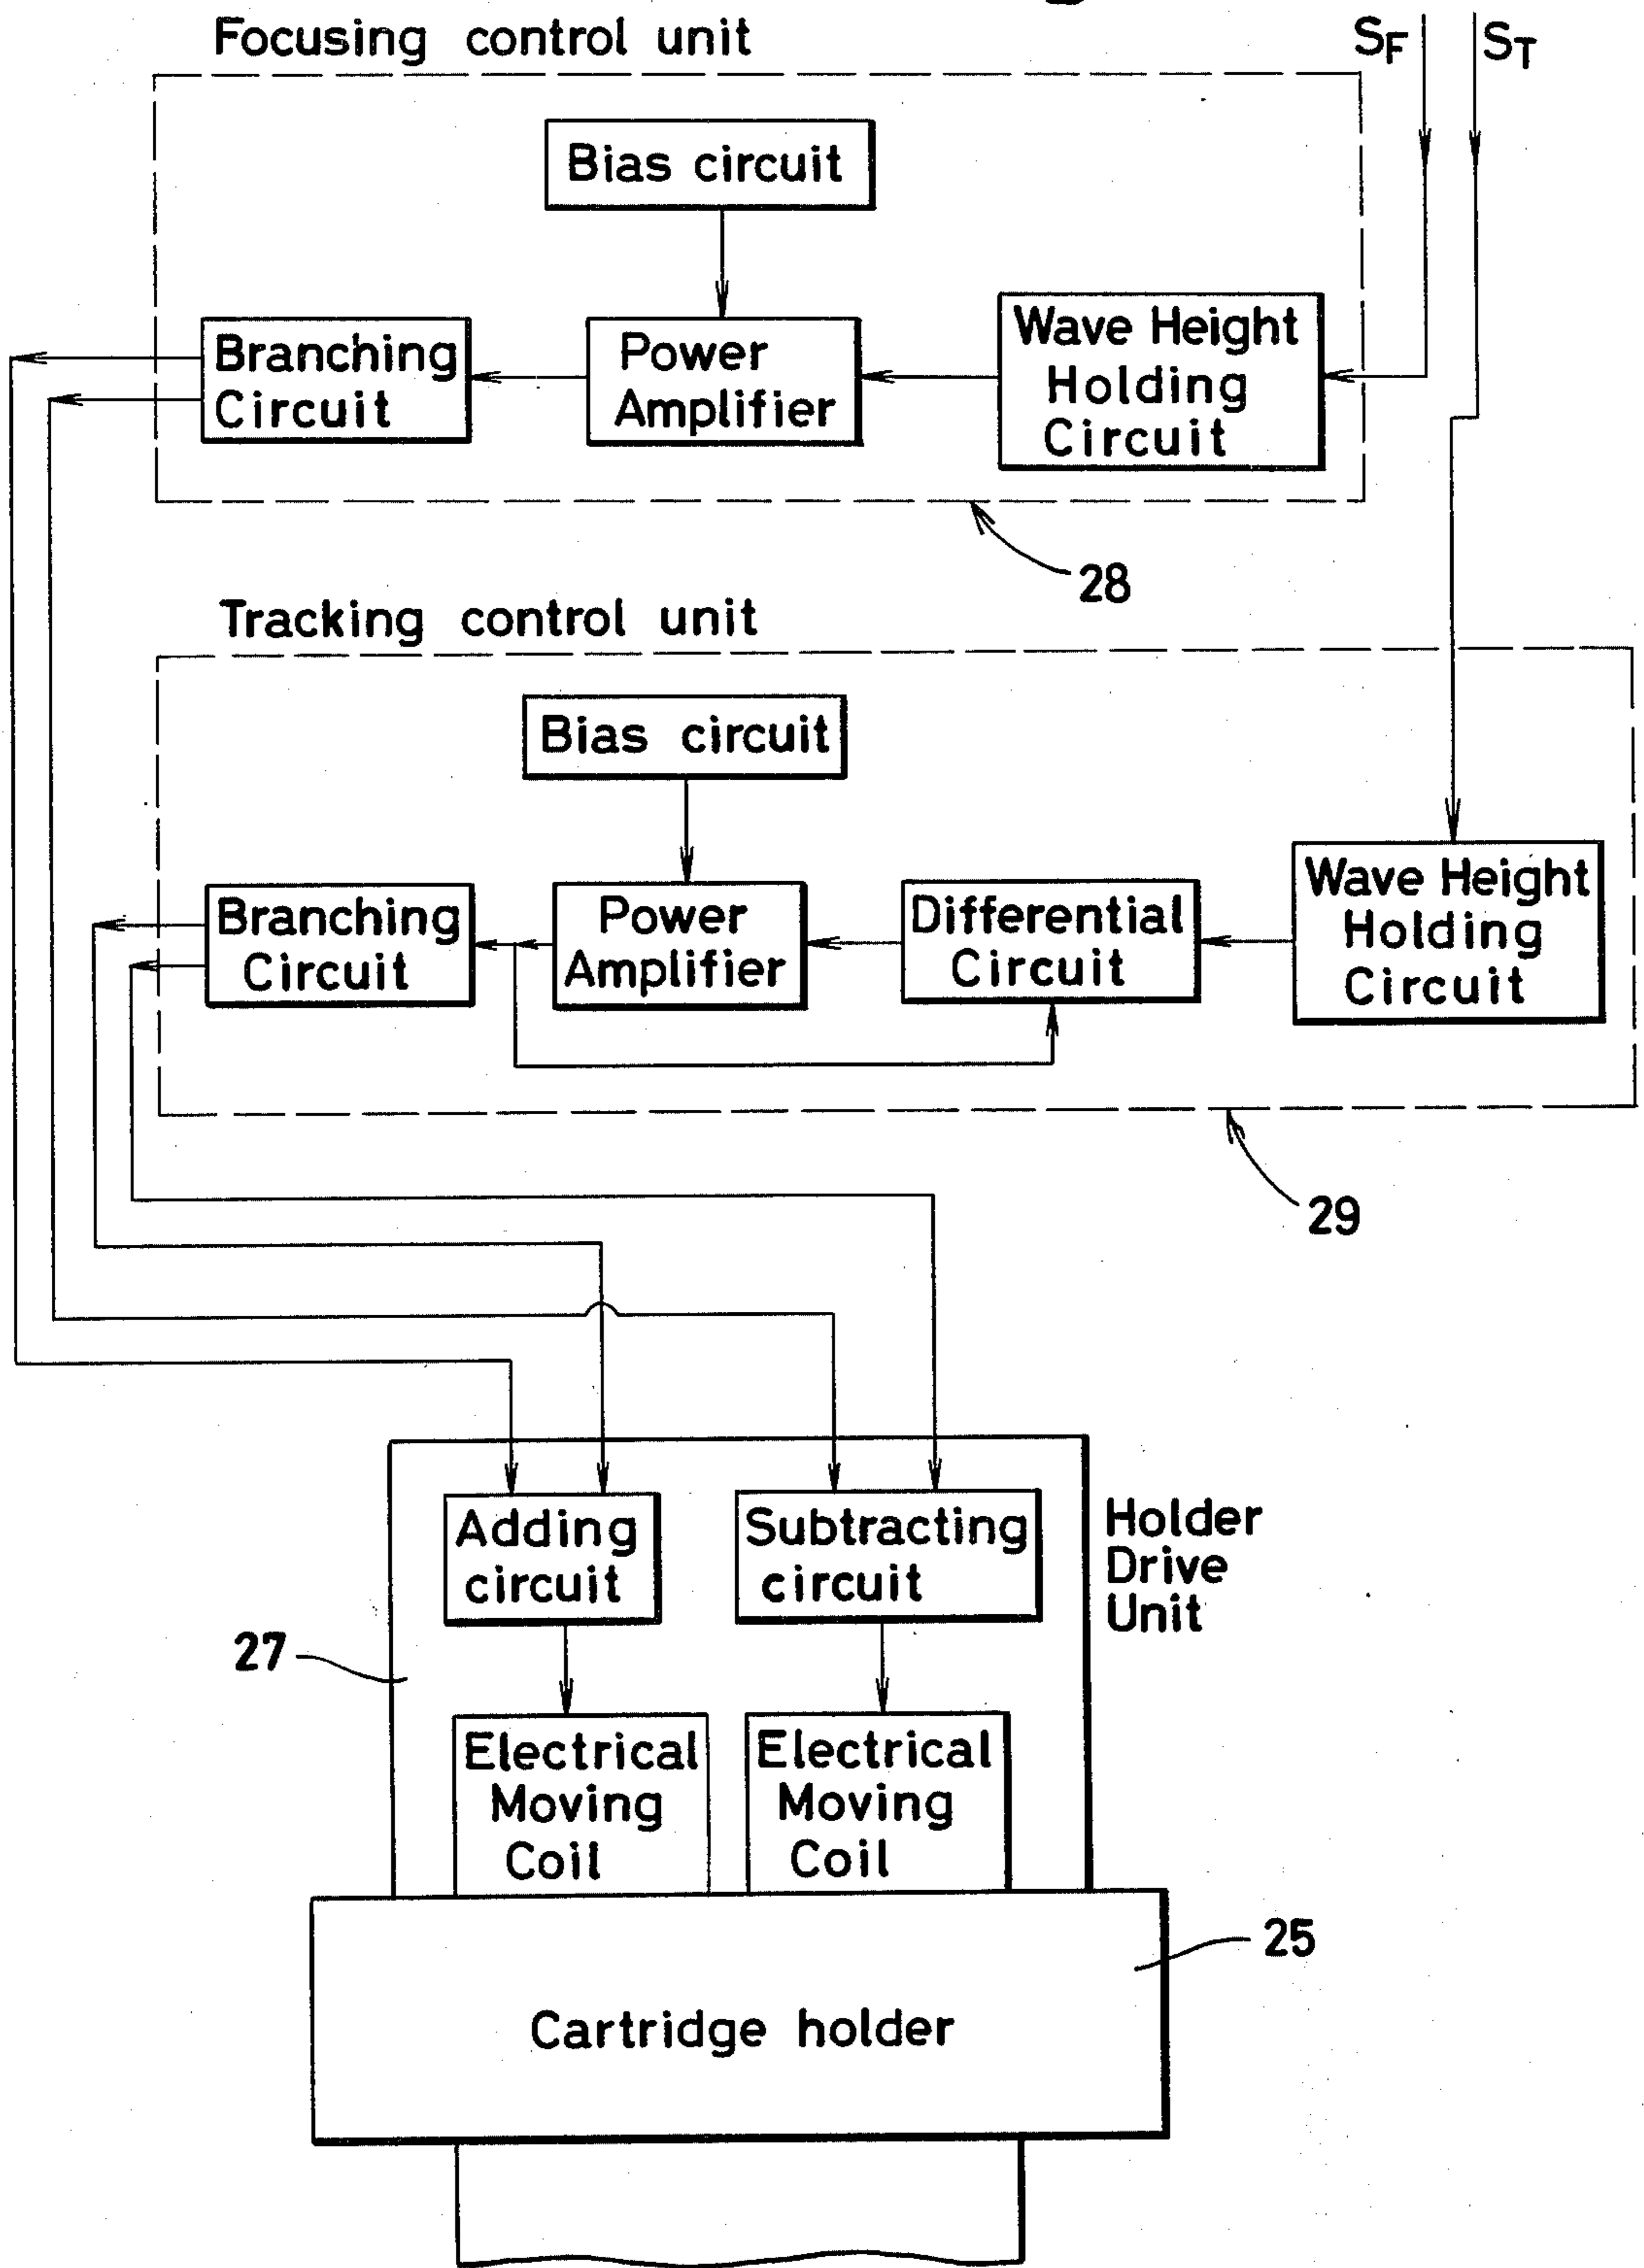 Focusing control unit
SF
ST
Bias circuit
Branching
Circuit
Power
Amplifier
Wave Height
Holding
Circuit
28
Tracking control unit
Bias circuit
Branching
Circuit
Power
Amplifier
Differential
Circuit
Wave Height
Holding
Circuit
29
Adding
circuit
Subtracting
circuit
Holder
Drive
Unit
27
Electrical
Moving
Coil
Electrical
Moving
Coil
25
Cartridge holder